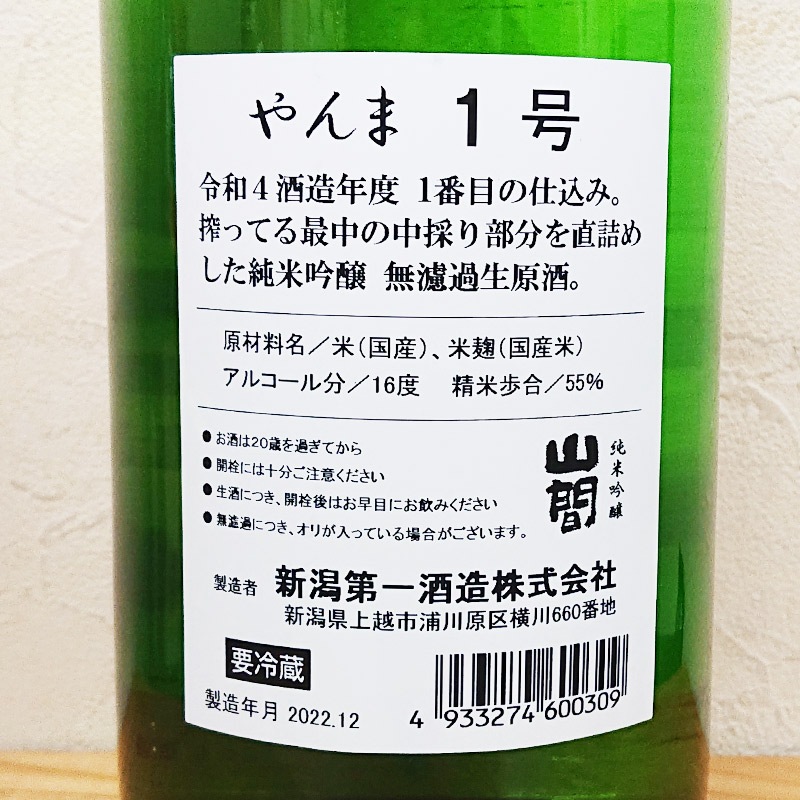 やんま 1号
令和4酒造年度 1番目の仕込み。
搾ってる最中の中採り部分を直詰め
した純米吟醸 無濾過生原酒。
原材料名／米（国産）、米麹（国産米）
アルコール分／16度 精米歩合／55%
●お酒は20歳を過ぎてから
●開栓には十分ご注意ください
●生酒につき、開栓後はお早目にお飲みください
●無濾過につき、オリが入っている場合がございます。
純米吟醸
山間
製造者 新潟第一酒造株式会社
新潟県上越市浦川原区横川660番地
要冷蔵
製造年月 2022.12
4 933274 600309